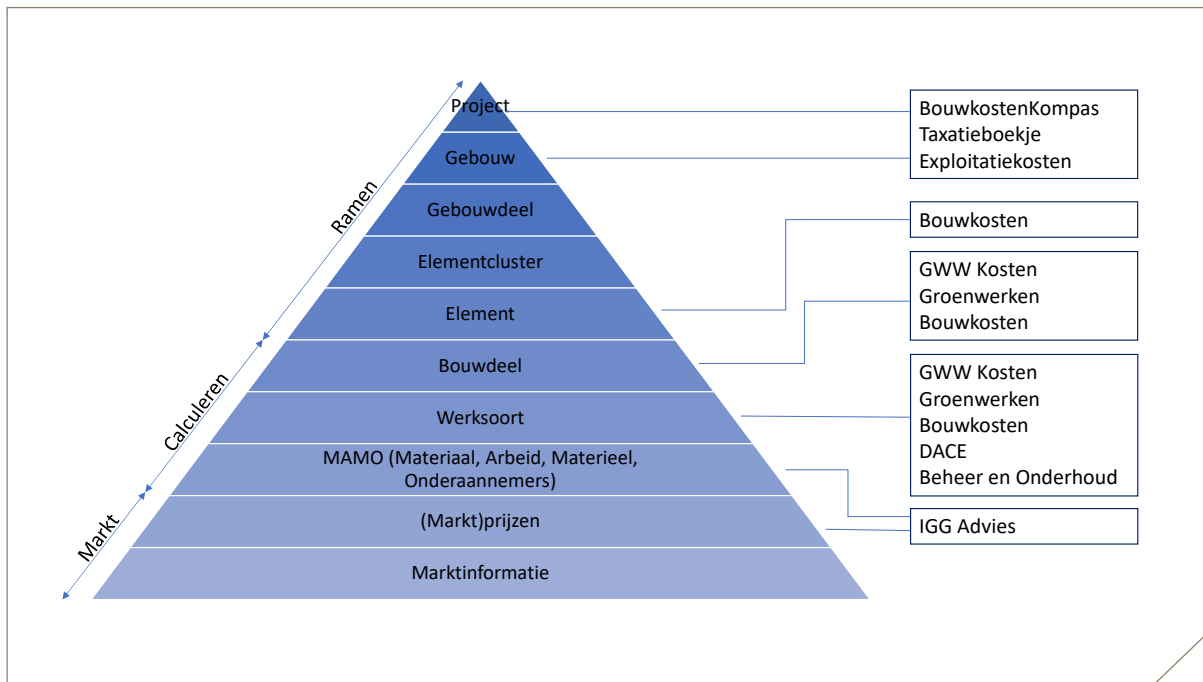 Project
Gebouw
Gebouwdeel
Elementcluster
Element
Bouwdeel
Werksoort
MAMO (Materiaal, Arbeid, Materieel,
Onderaannemers)
(Markt)prijzen
Marktinformatie
Ramen
Calculeren
Markt
BouwkostenKompas
Taxatieboekje
Exploitatiekosten
Bouwkosten
GWW Kosten
Groenwerken
Bouwkosten
GWW Kosten
Groenwerken
Bouwkosten
DACE
Beheer en Onderhoud
IGG Advies